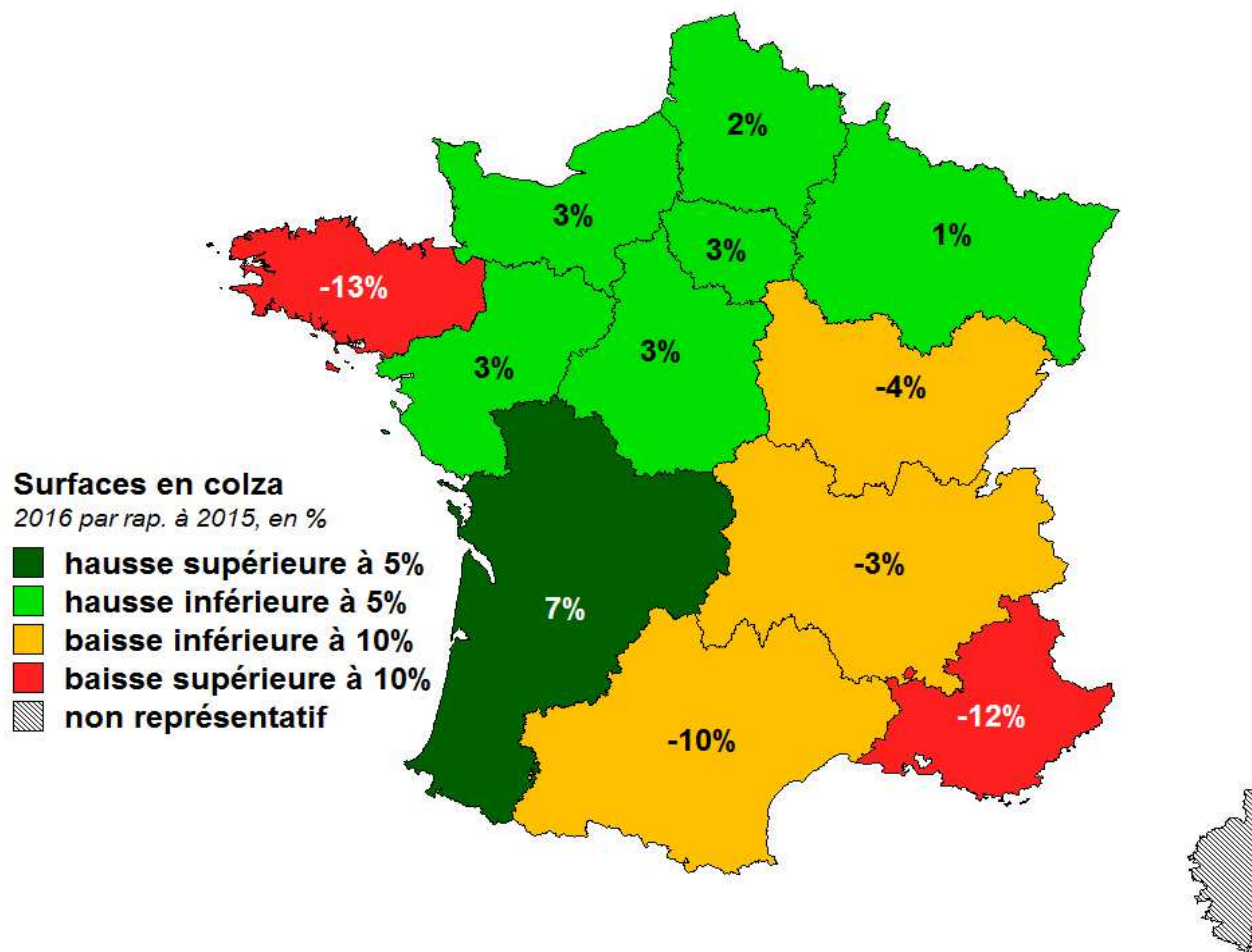 2%
3%
1%
3%
-13%
3%
3%
-4%
Surfaces en colza
2016 par rap. à 2015, en %
hausse supérieure à 5%
hausse inférieure à 5%
baisse inférieure à 10%
baisse supérieure à 10%
non représentatif
-3%
7%
-12%
-10%